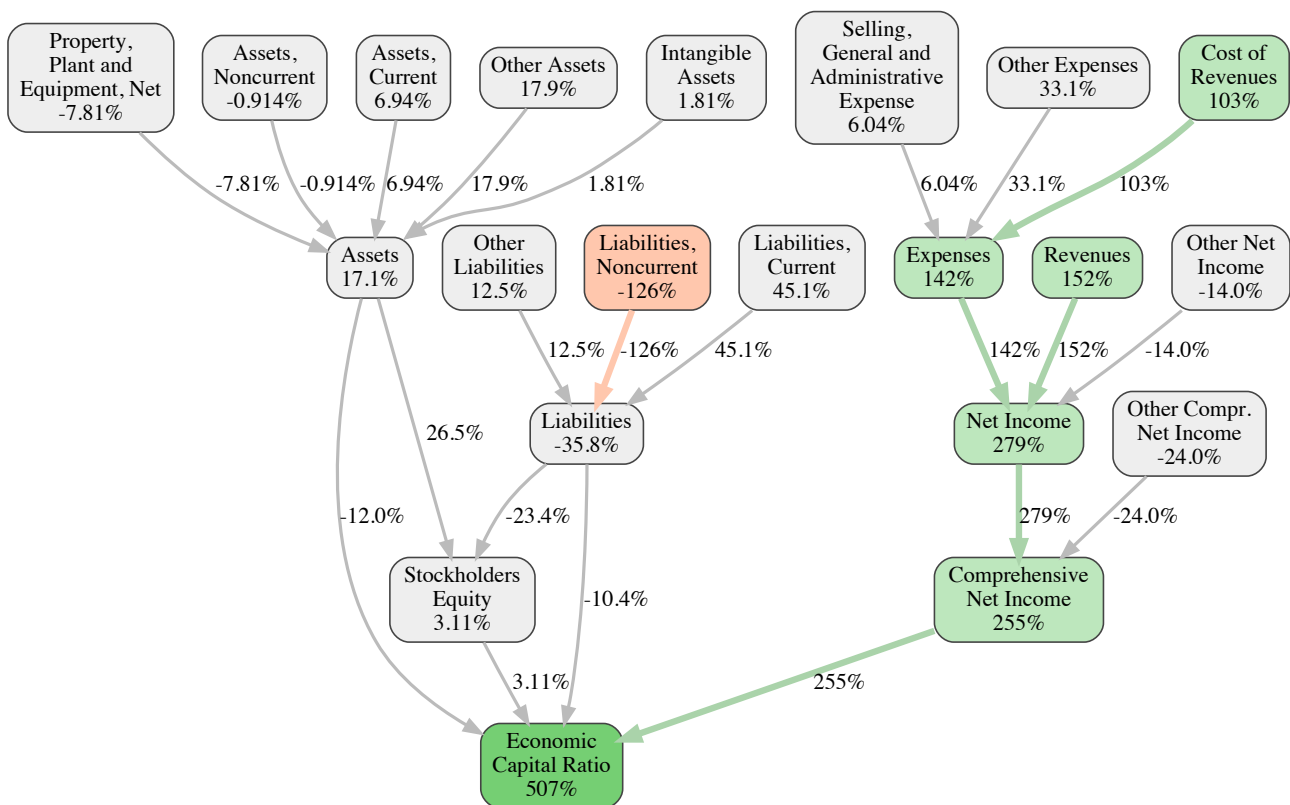 Property,
Plant and
Equipment, Net
-7.81%
Assets,
Noncurrent
-0.914%
Assets,
Current
6.94%
Other Assets
17.9%
Intangible
Assets
1.81%
Selling,
General and
Administrative
Expense
6.04%
Other Expenses
33.1%
Cost of
Revenues
103%
-7.81%
-0.914%
6.94%
17.9%
1.81%
6.04%
33.1%
103%
Assets
17.1%
Other
Liabilities
12.5%
Liabilities,
Noncurrent
-126%
Liabilities,
Current
45.1%
Expenses
142%
Revenues
152%
Other Net
Income
-14.0%
12.5%
-126%
45.1%
142%
152%
-14.0%
26.5%
Liabilities
-35.8%
Net Income
279%
Other Compr.
Net Income
-24.0%
-12.0%
-23.4%
279%
-24.0%
Stockholders
Equity
3.11%
-10.4%
Comprehensive
Net Income
255%
3.11%
255%
Economic
Capital Ratio
507%